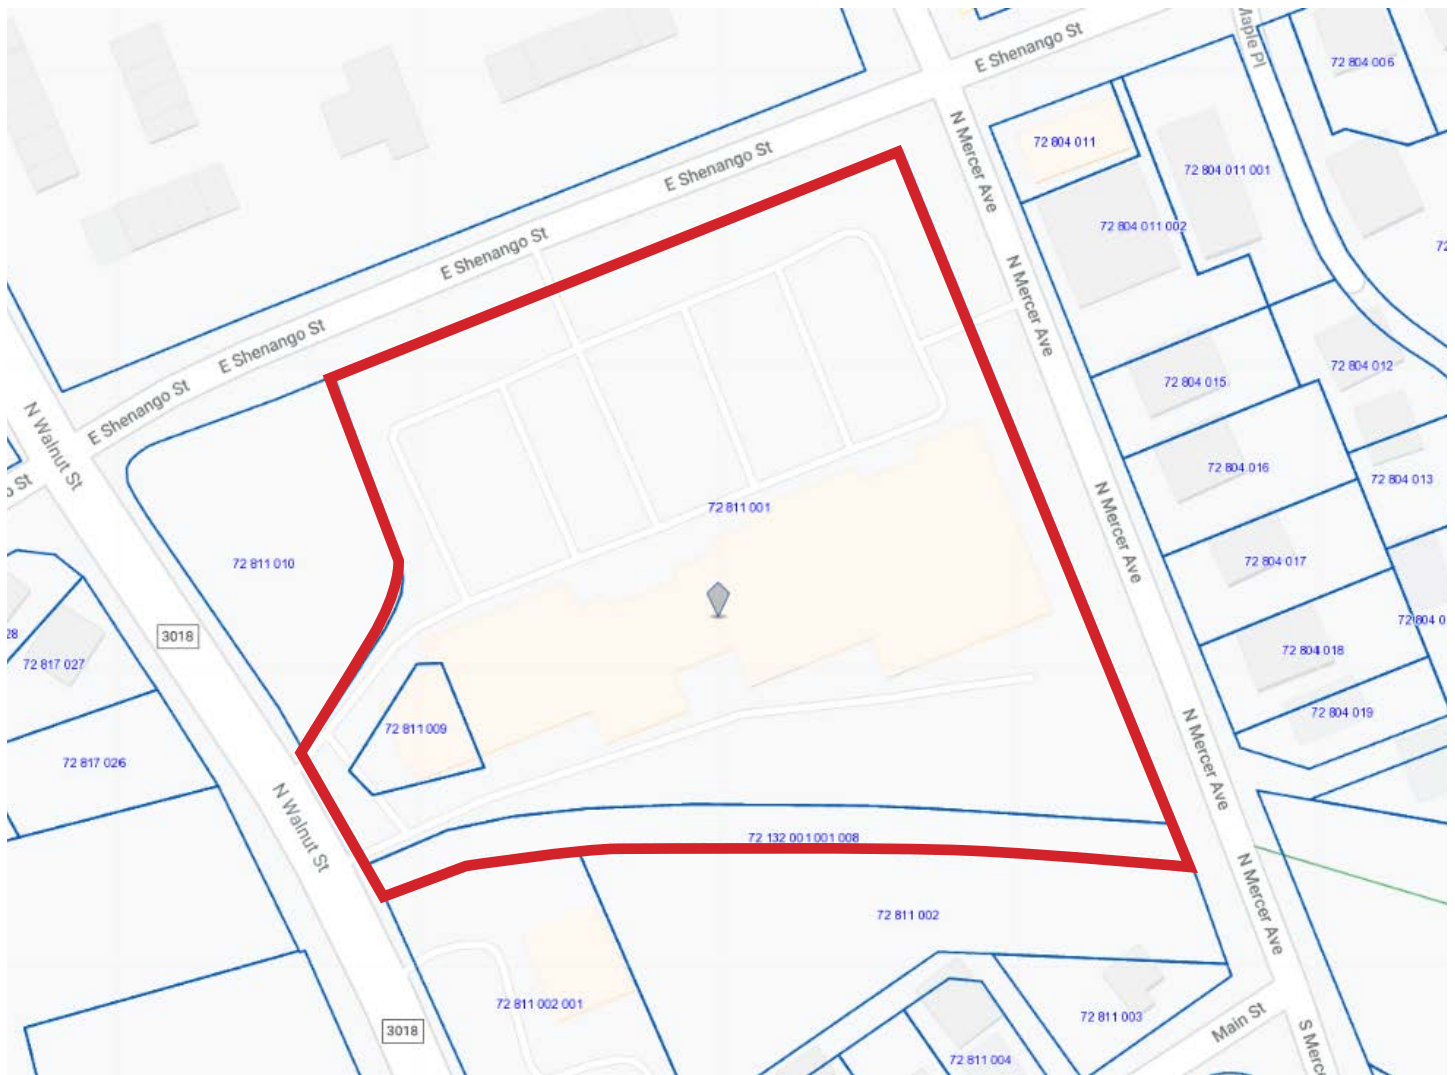 E Shenango St
Maple Pl
72 804 006
N Mercer Ave
72 804 011
E Shenango St
72 804 011 001
72 804 011 002
E Shenango St
N Mercer Ave
E Shenango St
72 804 012
72 804 015
E Shenango St
N Walnut St
72 804 016
72 804 013
St
72 811 001
N Mercer Ave
72 811 010
72 804 017
3018
28
72 804 0
72 817 027
72 804 018
72 811 009
72 804 019
72 817 026
N Mercer Ave
N Walnut St
72 132 001 001 008
N Mercer Ave
72 811 002
72 811 002 001
72 811 003
Main St
3018
S Merc
72 811 004